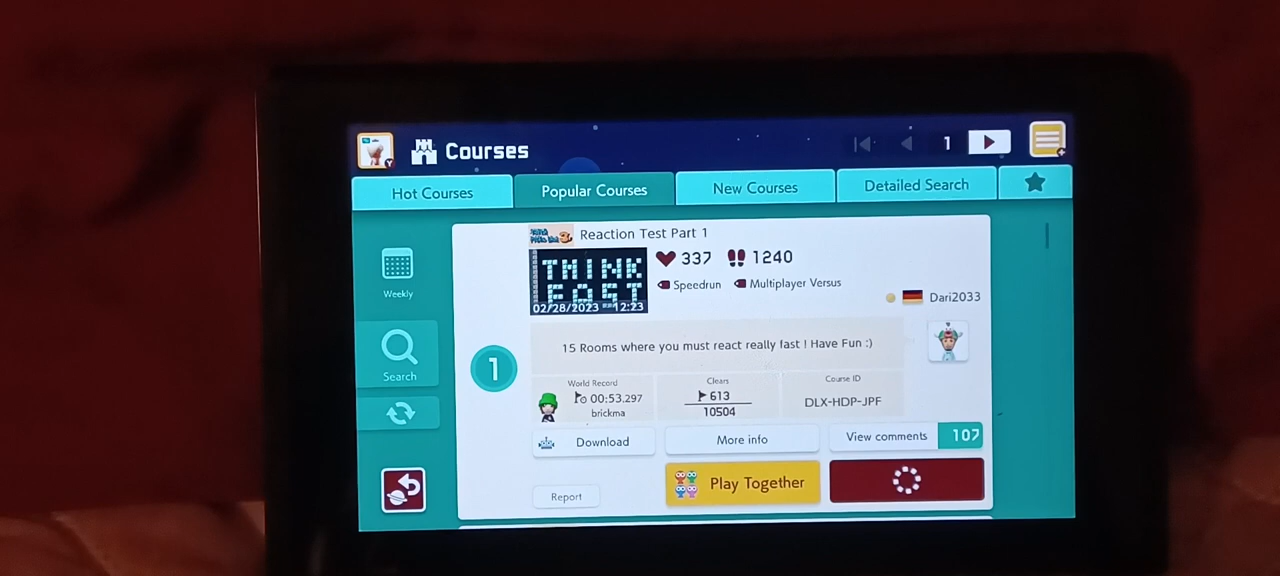 Courses
1
Hot Courses
Popular Courses
New Courses
Detailed Search
Weekly
Search
1
Reaction Test Part 1
THINK
FAST
02/28/2023 12:23
337
1240
Speedrun
Multiplayer Versus
Dari2033
15 Rooms where you must react really fast ! Have Fun :)
World Record
00:53.297
brickma
Clears
613
10504
Course ID
DLX-HDP-JPF
Download
More info
View comments 107
Report
Play Together